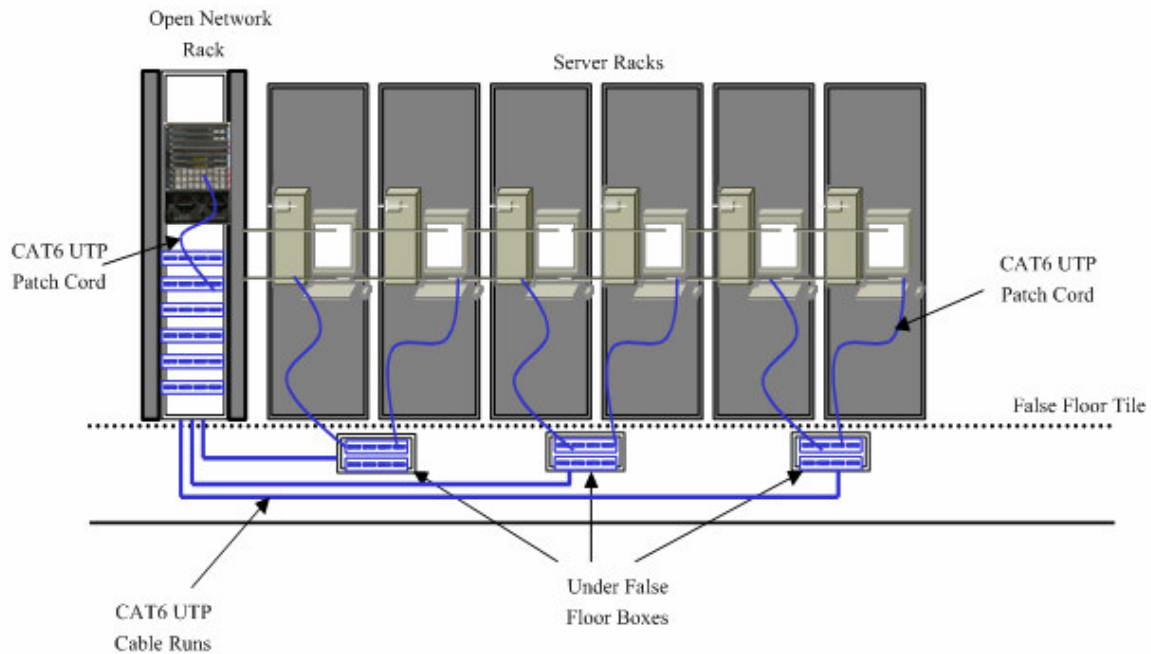 Open Network
Rack
Server Racks
CAT6 UTP
Patch Cord
CAT6 UTP
Patch Cord
False Floor Tile
Under False
Floor Boxes
CAT6 UTP
Cable Runs